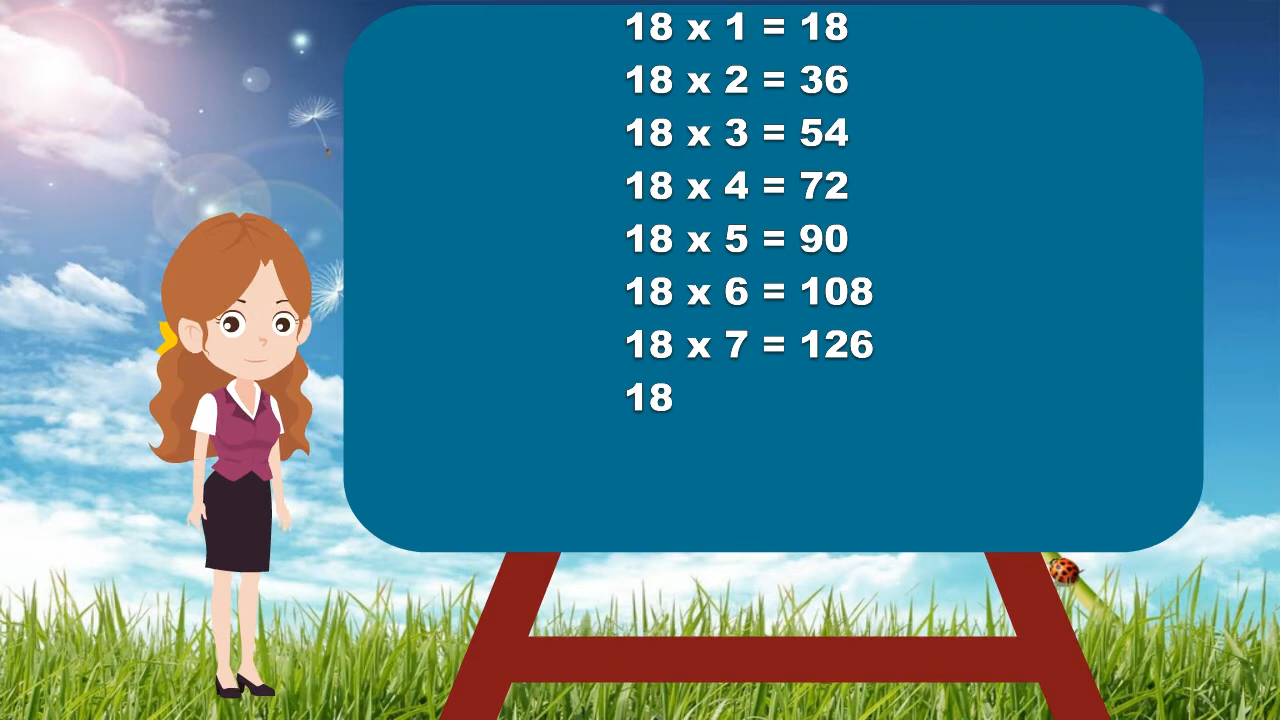 18 x 1 = 18
18 x 2 = 36
18 x 3 = 54
18 x 4 = 72
18 x 5 = 90
18 x 6 = 108
18 x 7 = 126
18